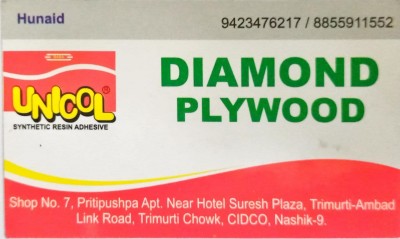 Hunaid
9423476217 / 8855911552
UNICOL®
SYNTHETIC RESIN ADHESIVE
DIAMOND
PLYWOOD
Shop No. 7, Pritipushpa Apt. Near Hotel Suresh Plaza, Trimurti-Ambad
Link Road, Trimurti Chowk, CIDCO, Nashik-9.